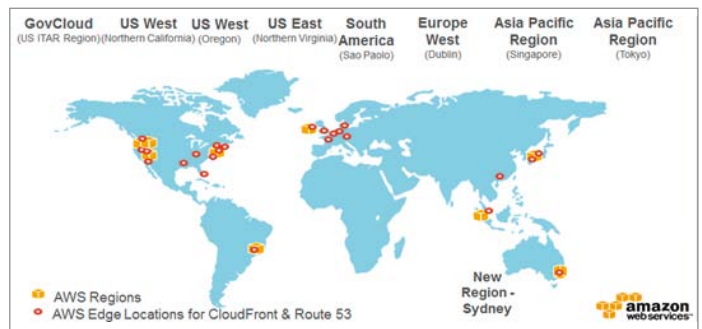 GovCloud
(US ITAR Region)
US West
(Northern California)
US West
(Oregon)
US East
(Northern Virginia)
South
America
(Sao Paolo)
Europe
West
(Dublin)
Asia Pacific
Region
(Singapore)
Asia Pacific
Region
(Tokyo)
New
Region -
Sydney
AWS Regions
AWS Edge Locations for CloudFront & Route 53
amazon
web services™